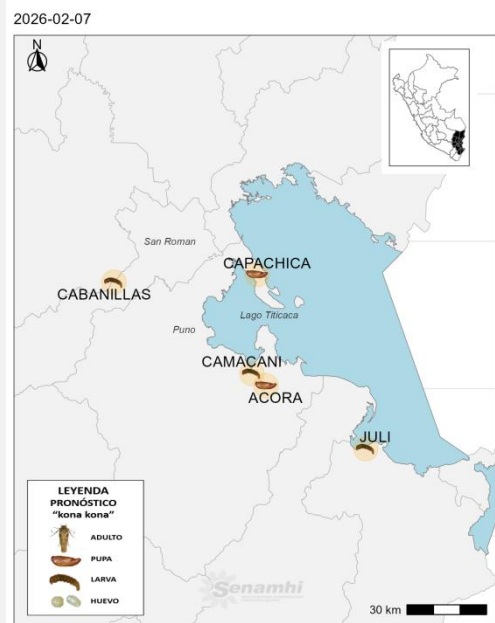 2026-02-07
N
San Roman
CAPACHICA
CABANILLAS
Lago Titicaca
Puno
CAMACANI
ACORA
JULI
LEYENDA
PRONÓSTICO
"kona kona"
ADULTO
PUPA
LARVA
HUEVO
Senamhi
30 km